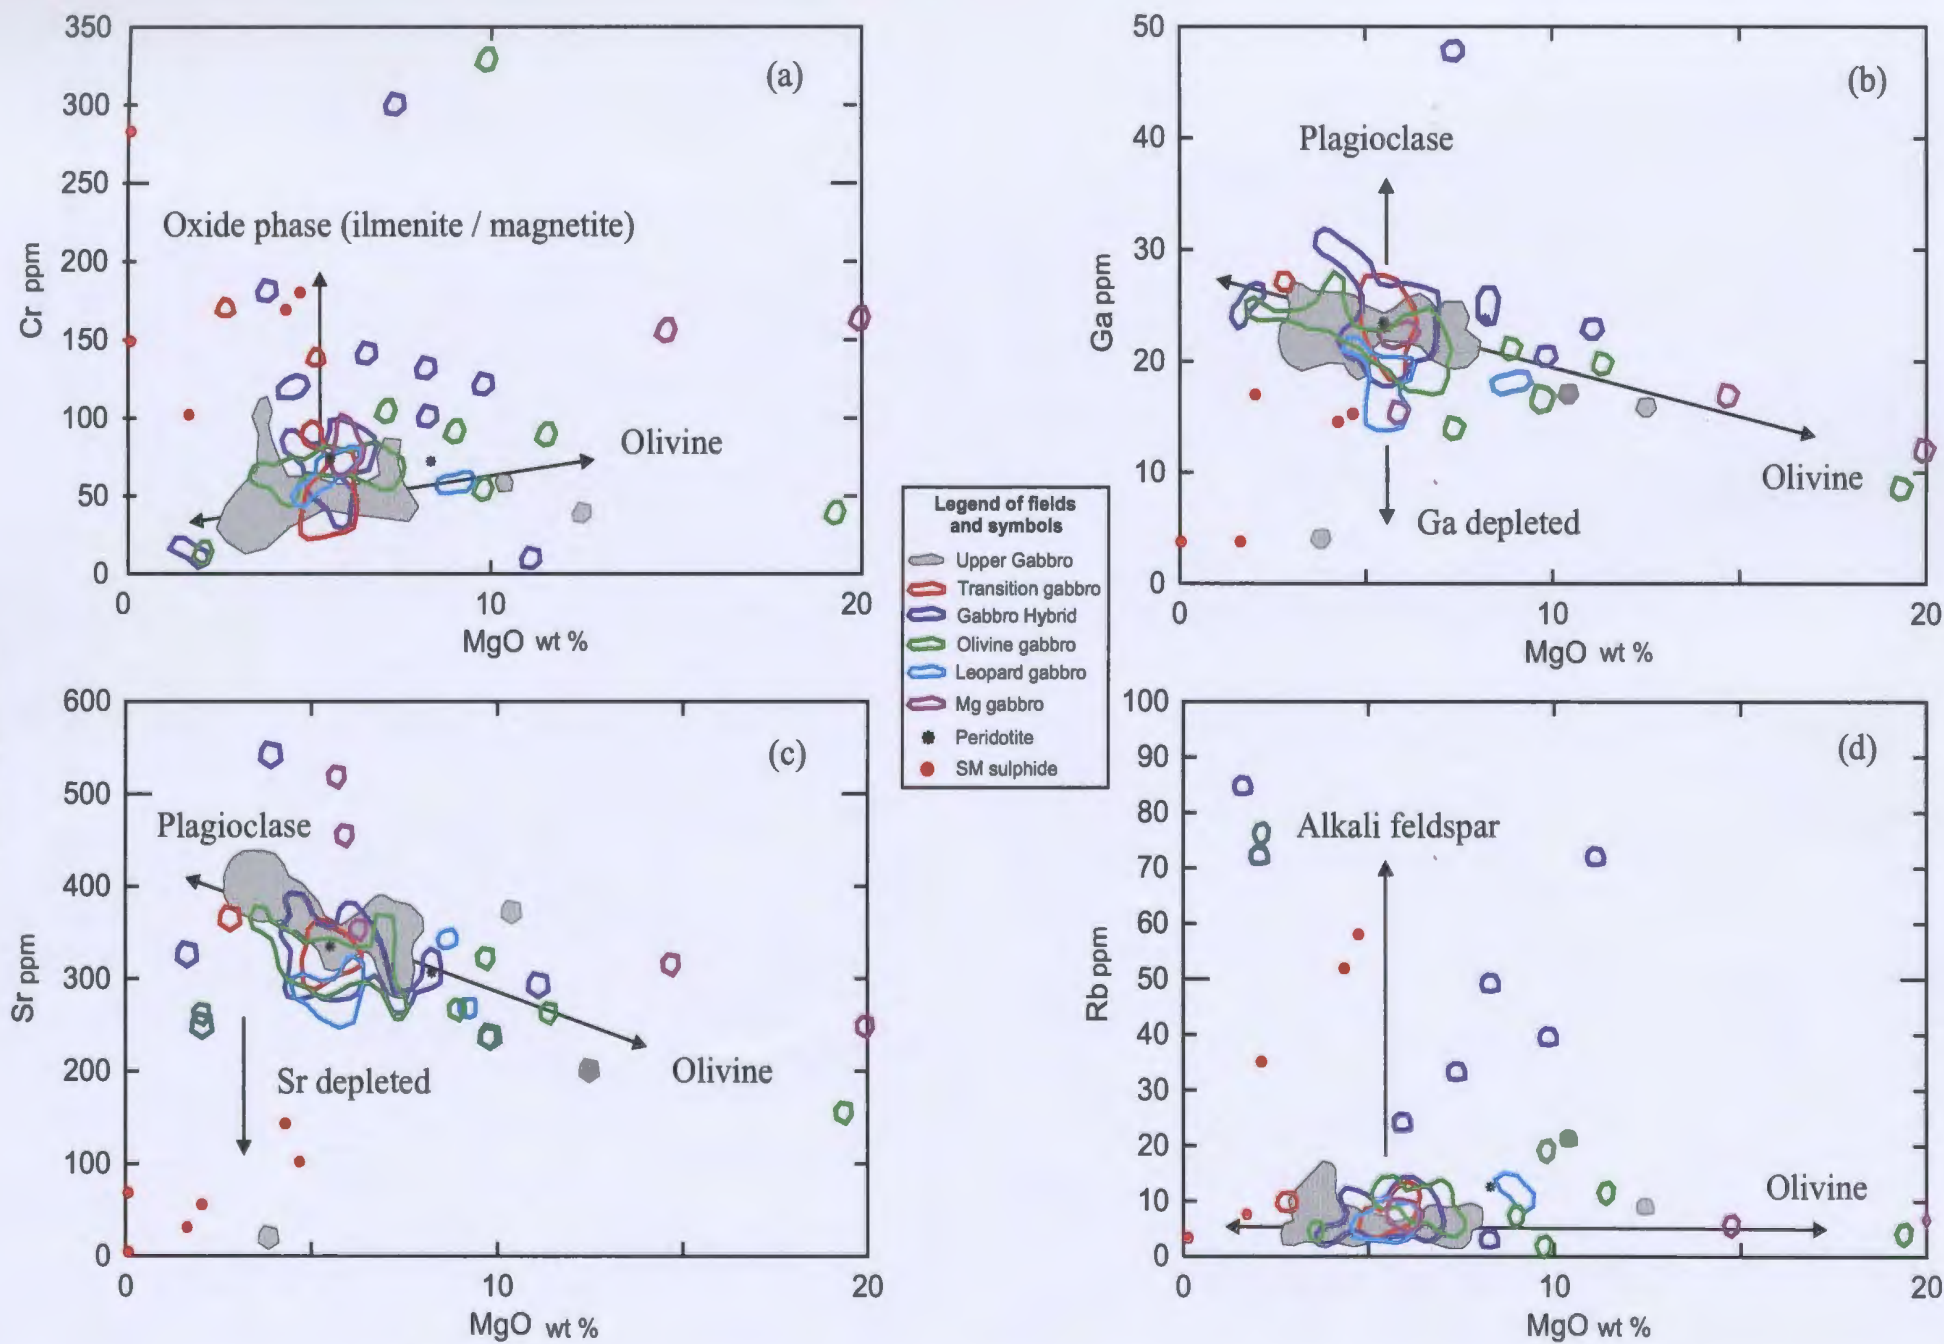 350
300
250
200
150
100
50
0
Cr ppm
(a)
Oxide phase (ilmenite / magnetite)
Olivine
0
10
20
MgO wt %
50
40
30
20
10
0
Ga ppm
(b)
Plagioclase
Olivine
Ga depleted
0
10
20
MgO wt %
Legend of fields
and symbols
Upper Gabbro
Transition gabbro
Gabbro Hybrid
Olivine gabbro
Leopard gabbro
Mg gabbro
Peridotite
SM sulphide
600
500
400
300
200
100
0
Sr ppm
(c)
Plagioclase
Sr depleted
Olivine
0
10
20
MgO wt %
100
90
80
70
60
50
40
30
20
10
0
Rb ppm
(d)
Alkali feldspar
Olivine
0
10
20
MgO wt %